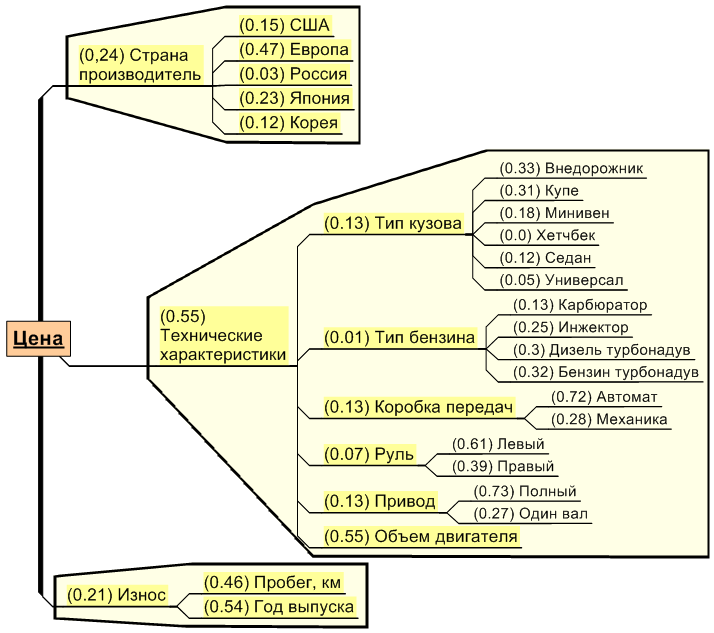 (0,24) Страна
производитель
(0.15) США
(0.47) Европа
(0.03) Россия
(0.23) Япония
(0.12) Корея
Цена
(0.55)
Технические
характеристики
(0.13) Тип кузова
(0.33) Внедорожник
(0.31) Купе
(0.18) Минивен
(0.0) Хетчбек
(0.12) Седан
(0.05) Универсал
(0.01) Тип бензина
(0.13) Карбюратор
(0.25) Инжектор
(0.3) Дизель турбонадув
(0.32) Бензин турбонадув
(0.13) Коробка передач
(0.72) Автомат
(0.28) Механика
(0.07) Руль
(0.61) Левый
(0.39) Правый
(0.13) Привод
(0.73) Полный
(0.27) Один вал
(0.55) Объем двигателя
(0.21) Износ
(0.46) Пробег, км
(0.54) Год выпуска